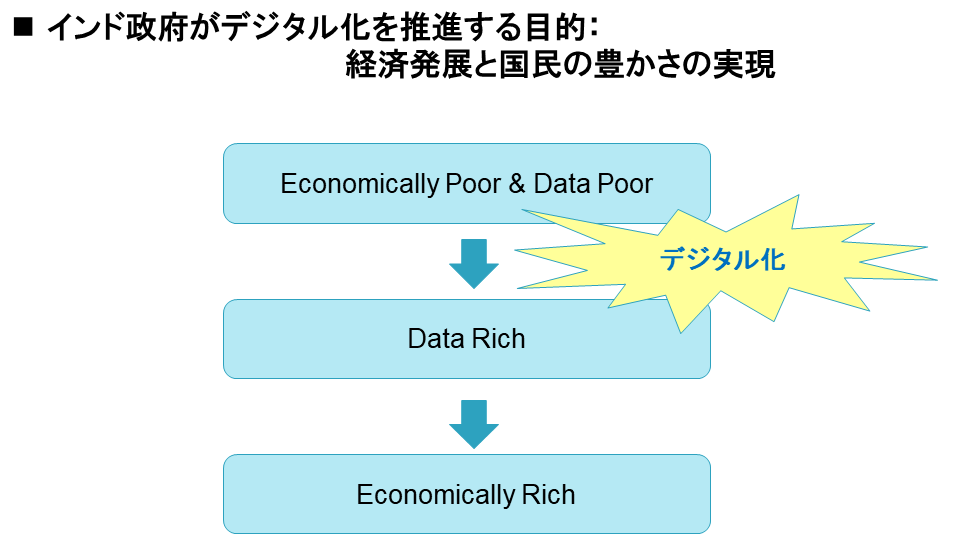 ■ インド政府がデジタル化を推進する目的：
経済発展と国民の豊かさの実現
Economically Poor & Data Poor
デジタル化
Data Rich
Economically Rich